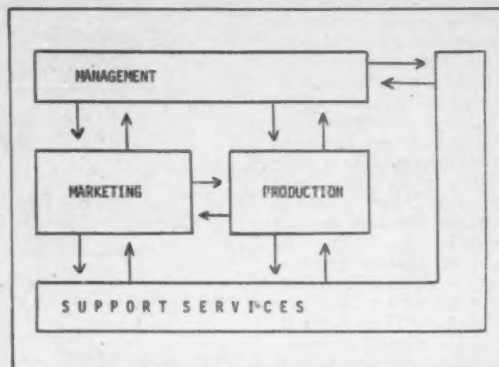 MANAGEMENT
MARKETING
PRODUCTION
SUPPORT SERVICES